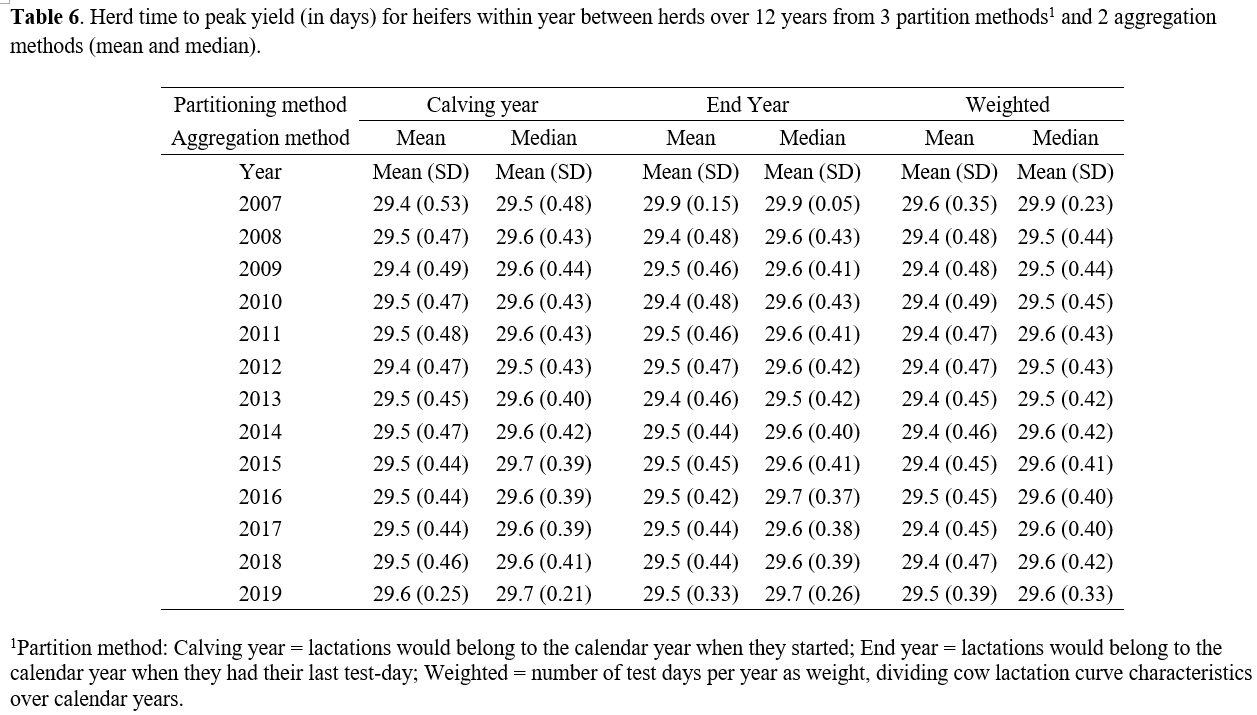 Table 6. Herd time to peak yield (in days) for heifers within year between herds over 12 years from 3 partition methods1 and 2 aggregation
methods (mean and median).
Partitioning method Calving year End Year Weighted
Aggregation method Mean Median Mean Median Mean Median
Year Mean (SD) Mean (SD) Mean (SD) Mean (SD) Mean (SD) Mean (SD)
2007 29.4 (0.53) 29.5 (0.48) 29.9 (0.15) 29.9 (0.05) 29.6 (0.35) 29.9 (0.23)
2008 29.5 (0.47) 29.6 (0.43) 29.4 (0.48) 29.6 (0.43) 29.4 (0.48) 29.5 (0.44)
2009 29.4 (0.49) 29.6 (0.44) 29.5 (0.46) 29.6 (0.41) 29.4 (0.48) 29.5 (0.44)
2010 29.5 (0.47) 29.6 (0.43) 29.4 (0.48) 29.6 (0.43) 29.4 (0.49) 29.5 (0.45)
2011 29.5 (0.48) 29.6 (0.43) 29.5 (0.46) 29.6 (0.41) 29.4 (0.47) 29.6 (0.43)
2012 29.4 (0.47) 29.5 (0.43) 29.5 (0.47) 29.6 (0.42) 29.4 (0.47) 29.5 (0.43)
2013 29.5 (0.45) 29.6 (0.40) 29.4 (0.46) 29.5 (0.42) 29.4 (0.45) 29.5 (0.42)
2014 29.5 (0.47) 29.6 (0.42) 29.5 (0.44) 29.6 (0.40) 29.4 (0.46) 29.6 (0.42)
2015 29.5 (0.44) 29.7 (0.39) 29.5 (0.45) 29.6 (0.41) 29.4 (0.45) 29.6 (0.41)
2016 29.5 (0.44) 29.6 (0.39) 29.5 (0.42) 29.7 (0.37) 29.5 (0.45) 29.6 (0.40)
2017 29.5 (0.44) 29.6 (0.39) 29.5 (0.44) 29.6 (0.38) 29.4 (0.45) 29.6 (0.40)
2018 29.5 (0.46) 29.6 (0.41) 29.5 (0.44) 29.6 (0.39) 29.4 (0.47) 29.6 (0.42)
2019 29.6 (0.25) 29.7 (0.21) 29.5 (0.33) 29.7 (0.26) 29.5 (0.39) 29.6 (0.33)
1Partition method: Calving year = lactations would belong to the calendar year when they started; End year = lactations would belong to the
calendar year when they had their last test-day; Weighted = number of test days per year as weight, dividing cow lactation curve characteristics
over calendar years.